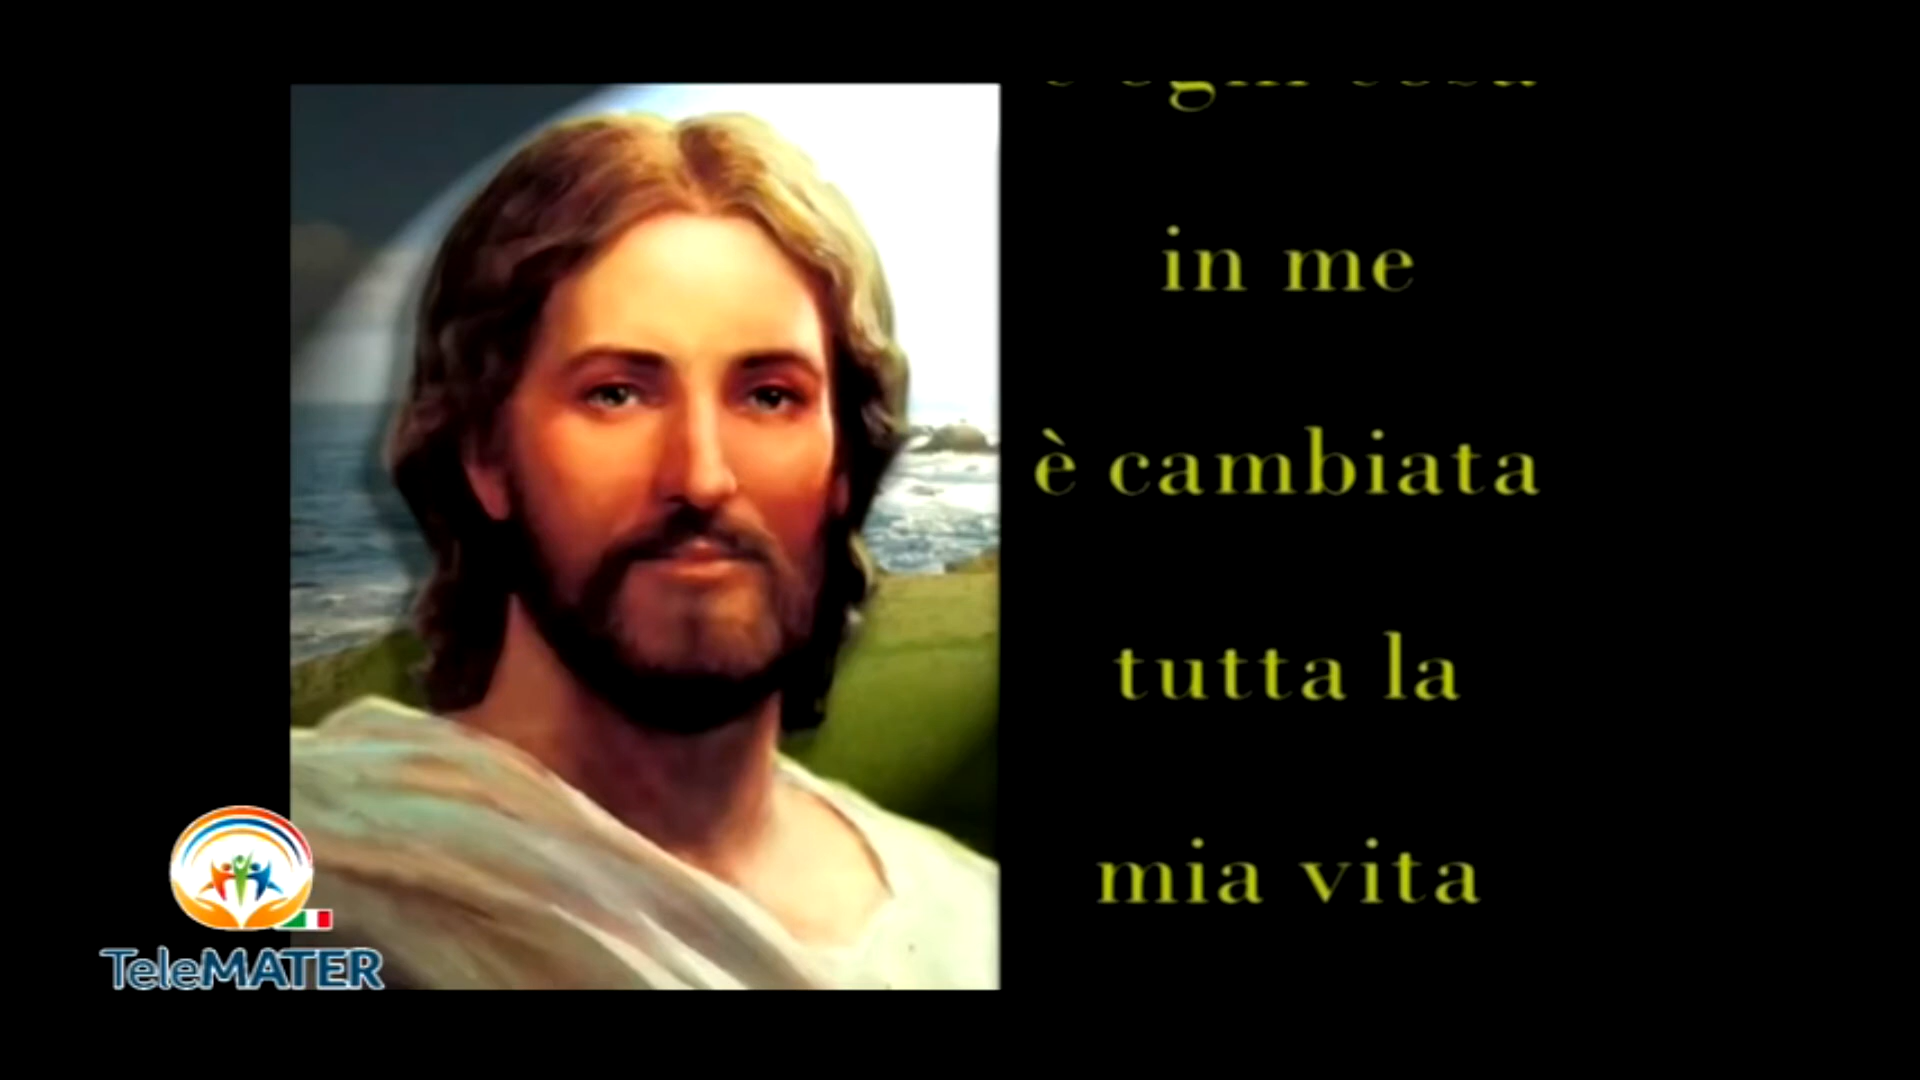 in me
è cambiata
tutta la
mia vita
TeleMATER